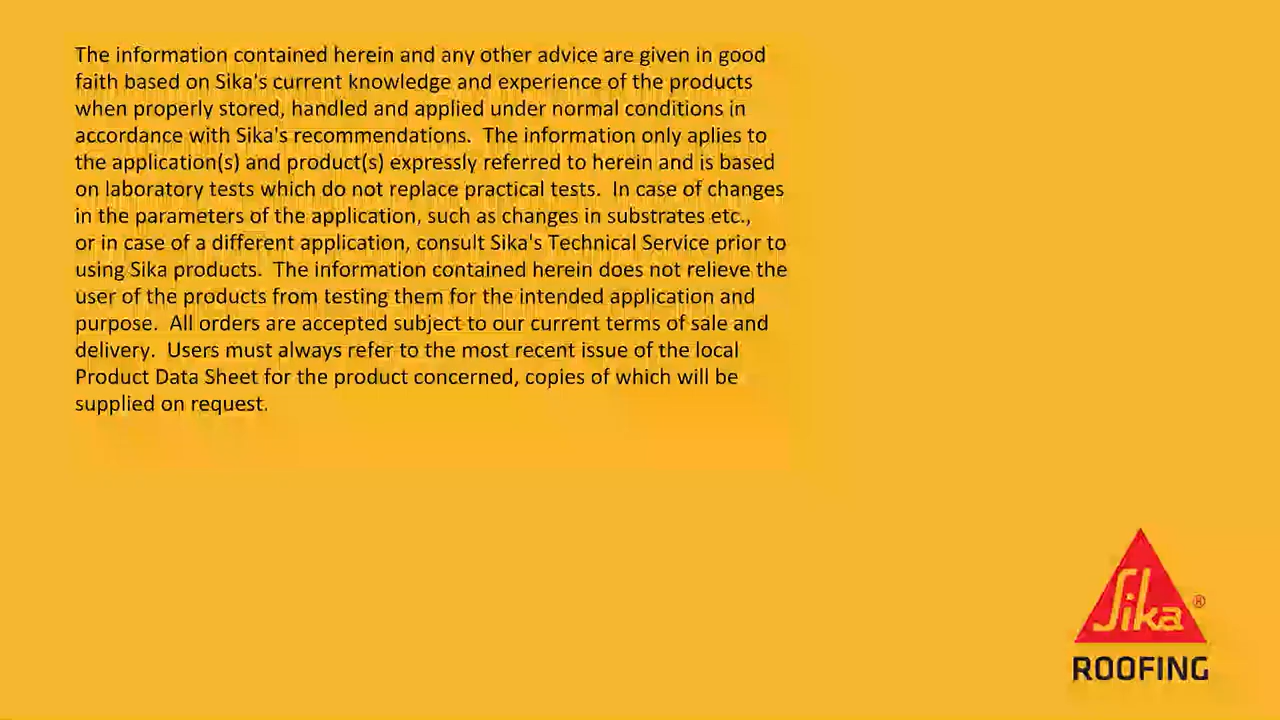 The information contained herein and any other advice are given in good
faith based on Sika's current knowledge and experience of the products
when properly stored, handled and applied under normal conditions in
accordance with Sika's recommendations.  The information only aplies to
the application(s) and product(s) expressly referred to herein and is based
on laboratory tests which do not replace practical tests.  In case of changes
in the parameters of the application, such as changes in substrates etc.,
or in case of a different application, consult Sika's Technical Service prior to
using Sika products.  The information contained herein does not relieve the
user of the products from testing them for the intended application and
purpose.  All orders are accepted subject to our current terms of sale and
delivery.  Users must always refer to the most recent issue of the local
Product Data Sheet for the product concerned, copies of which will be
supplied on request.
Sika®
ROOFING